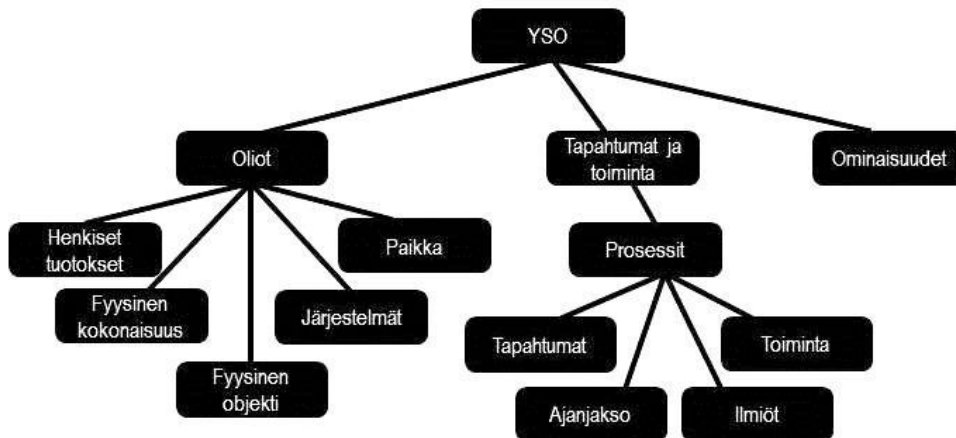 YSO
Oliot
Tapahtumat ja
toiminta
Ominaisuudet
Henkiset
tuotokset
Paikka
Prosessit
Fyysinen
kokonaisuus
Järjestelmät
Tapahtumat
Toiminta
Fyysinen
objekti
Ajanjakso
Ilmiöt